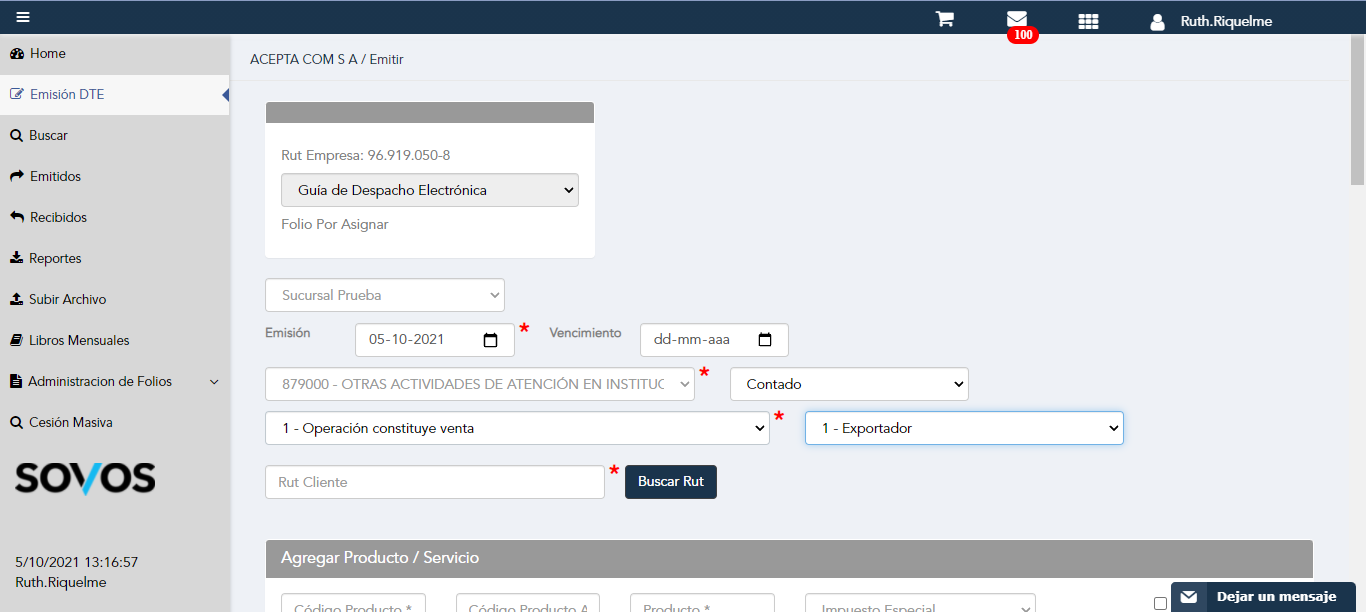 Ruth.Riquelme
100
Home
Emisión DTE
Buscar
Emitidos
Recibidos
Reportes
Subir Archivo
Libros Mensuales
Administracion de Folios
Cesión Masiva
SOVOS
5/10/2021 13:16:57
Ruth.Riquelme
ACEPTA COM S A / Emitir
Rut Empresa: 96.919.050-8
Guía de Despacho Electrónica
Folio Por Asignar
Sucursal Prueba
Emisión 05-10-2021 * Vencimiento dd-mm-aaa
879000 - OTRAS ACTIVIDADES DE ATENCIÓN EN INSTITUC * Contado
1 - Operación constituye venta * 1 - Exportador
Rut Cliente * Buscar Rut
Agregar Producto / Servicio
Código Producto * Código Producto A Producto * Impuesto Especial
Dejar un mensaje